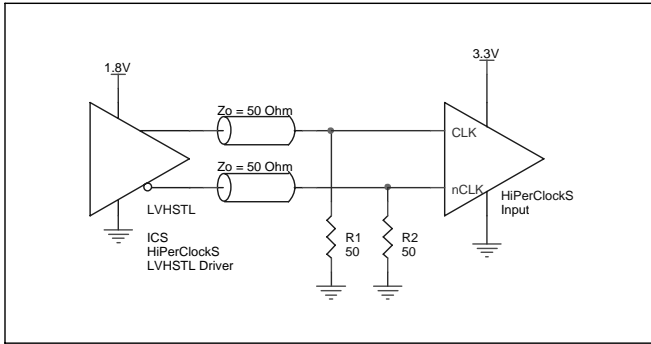 1.8V
3.3V
Zo = 50 Ohm
CLK
Zo = 50 Ohm
nCLK
LVHSTL
HiPerClockS
Input
ICS
HiPerClockS
LVHSTL Driver
R1
50
R2
50